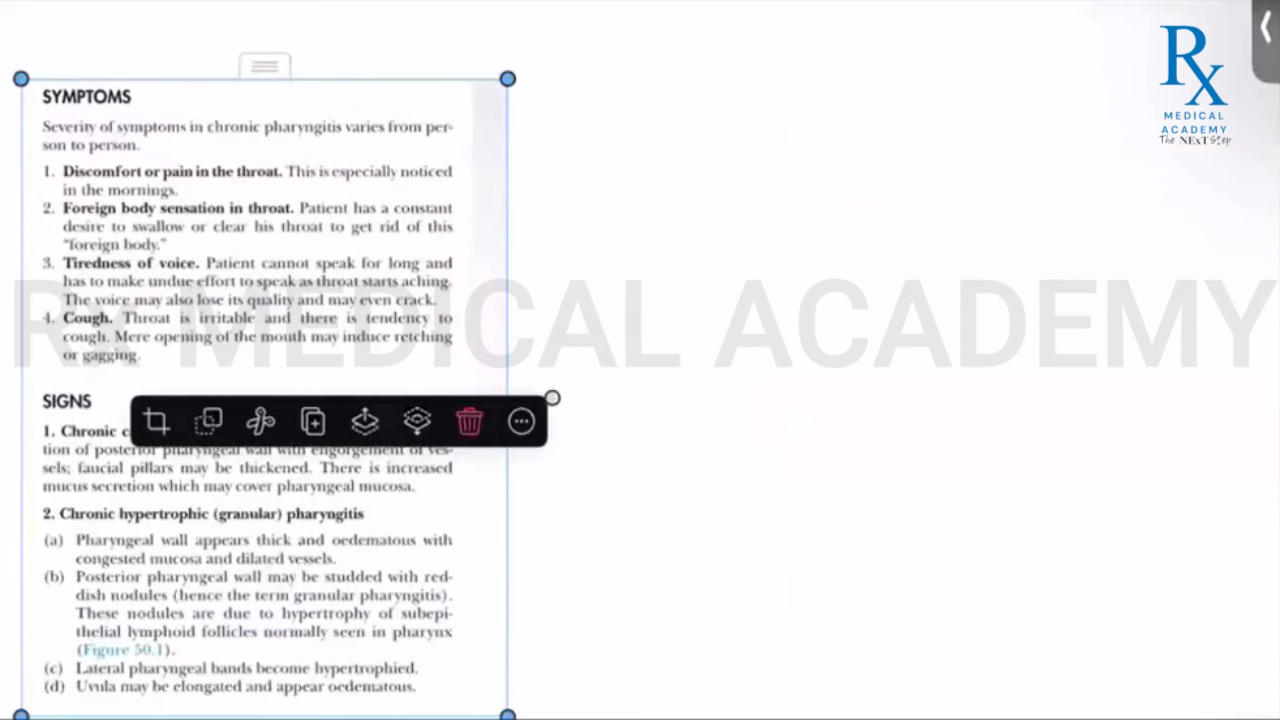 SYMPTOMS
Severity of symptoms in chronic pharyngitis varies from per-
son to person.
1. Discomfort or pain in the throat. This is especially noticed
in the mornings.
2. Foreign body sensation in throat. Patient has a constant
desire to swallow or clear his throat to get rid of this
"foreign body."
3. Tiredness of voice. Patient cannot speak for long and
has to make undue effort to speak as throat starts aching.
The voice may also lose its quality and may even crack.
4. Cough. Throat is irritable and there is tendency to
cough. Mere opening of the mouth may induce retching
or gagging.
SIGNS
1. Chronic c
tion of posterior pharyngeal wall with engorgement of ves-
sels; faucial pillars may be thickened. There is increased
mucus secretion which may cover pharyngeal mucosa.
2. Chronic hypertrophic (granular) pharyngitis
(a) Pharyngeal wall appears thick and oedematous with
congested mucosa and dilated vessels.
(b) Posterior pharyngeal wall may be studded with red-
dish nodules (hence the term granular pharyngitis).
These nodules are due to hypertrophy of subepi-
thelial lymphoid follicles normally seen in pharynx
(Figure 50.1).
(c) Lateral pharyngeal bands become hypertrophied.
(d) Uvula may be elongated and appear oedematous.
RX MEDICAL ACADEMY
RX
MEDICAL
ACADEMY
The NExT Step